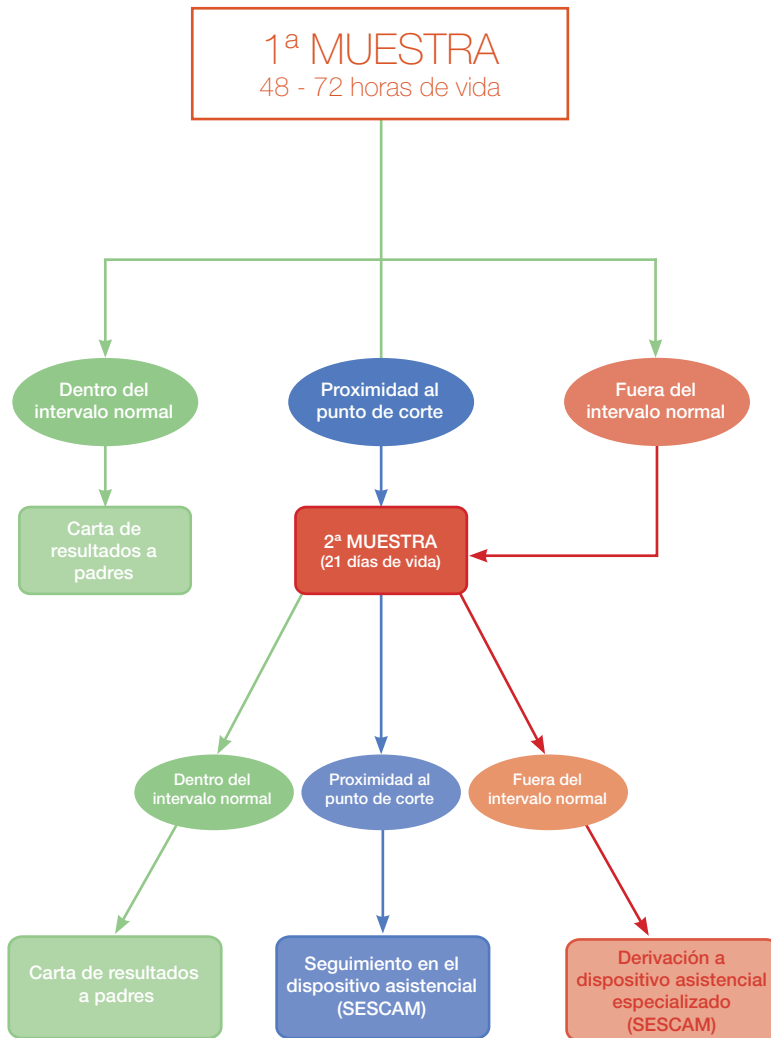 1ª MUESTRA
48 - 72 horas de vida
Dentro del
intervalo normal
Proximidad al
punto de corte
Fuera del
intervalo normal
Carta de
resultados a
padres
2ª MUESTRA
(21 días de vida)
Dentro del
intervalo normal
Proximidad al
punto de corte
Fuera del
intervalo normal
Carta de resultados
a padres
Seguimiento en el
dispositivo asistencial
(SESCAM)
Derivación a
dispositivo asistencial
especializado
(SESCAM)